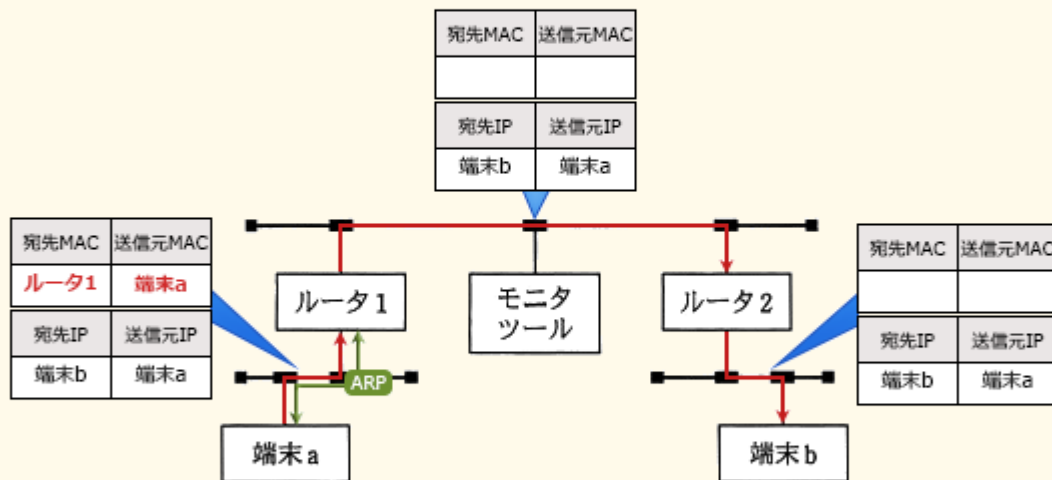 宛先MAC 送信元MAC
宛先IP 送信元IP
端末b 端末a
宛先MAC 送信元MAC
ルータ1 端末a
宛先IP 送信元IP
端末b 端末a
ルータ1
モニタ
ツール
ルータ2
宛先MAC 送信元MAC
宛先IP 送信元IP
端末b 端末a
ARP
端末a
端末b